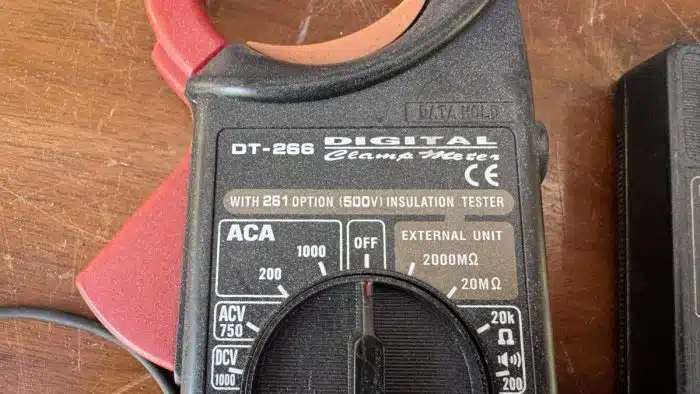 DATA HOLD
DT-266 DIGITAL
Clamp Meter
CE
WITH 261 OPTION (500V) INSULATION TESTER
ACA
1000
200
OFF
EXTERNAL UNIT
2000MΩ
20MΩ
ACV
750
20k
Ω
DCV
1000
200